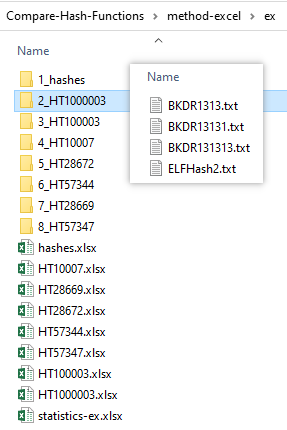 Compare-Hash-Functions > method-excel > ex
Name
1_hashes
2_HT1000003
3_HT100003
4_HT10007
5_HT28672
6_HT57344
7_HT28669
8_HT57347
hashes.xlsx
HT10007.xlsx
HT28669.xlsx
HT28672.xlsx
HT57344.xlsx
HT57347.xlsx
HT100003.xlsx
HT1000003.xlsx
statistics-ex.xlsx
Name
BKDR1313.txt
BKDR13131.txt
BKDR131313.txt
ELFHash2.txt